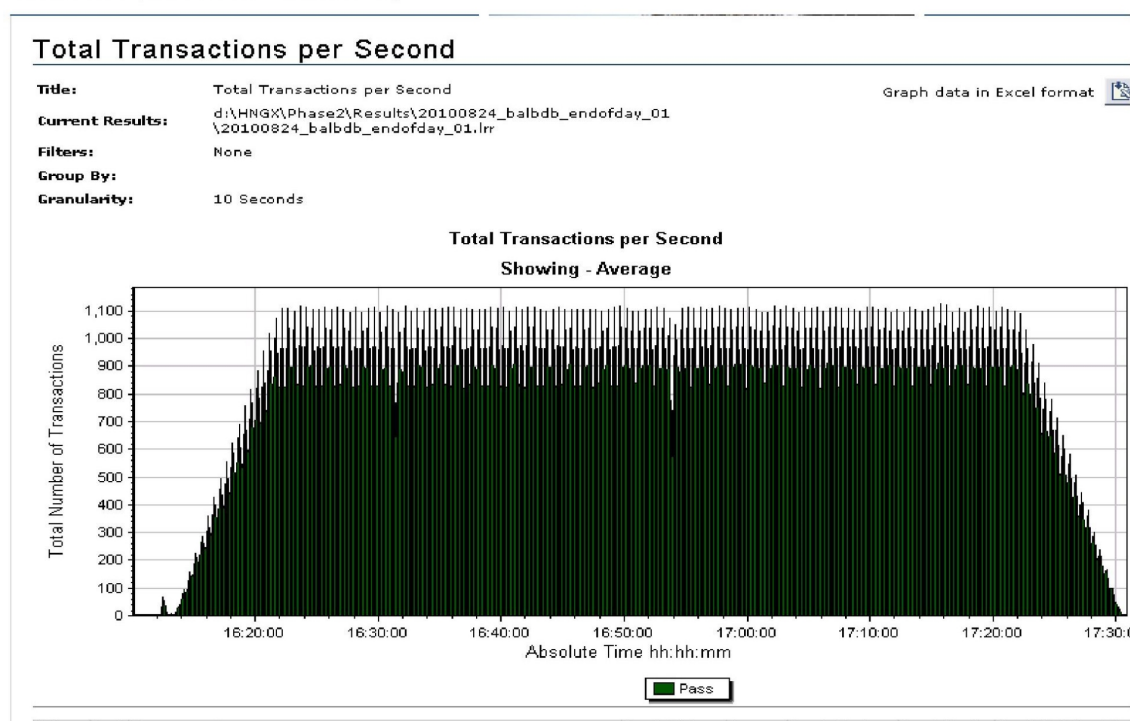 Total Transactions per Second
Title: Total Transactions per Second
Graph data in Excel format
Current Results: d:\HNGX\Phase2\Results\20100824_balbdb_endofday_01
\20100824_balbdb_endofday_01.lrr
Filters: None
Group By:
Granularity: 10 Seconds
Total Transactions per Second
Showing - Average
Total Number of Transactions
1,100
1,000
900
800
700
600
500
400
300
200
100
0
16:20:00 16:30:00 16:40:00 16:50:00 17:00:00 17:10:00 17:20:00 17:30:0
Absolute Time hh:hh:mm
Pass